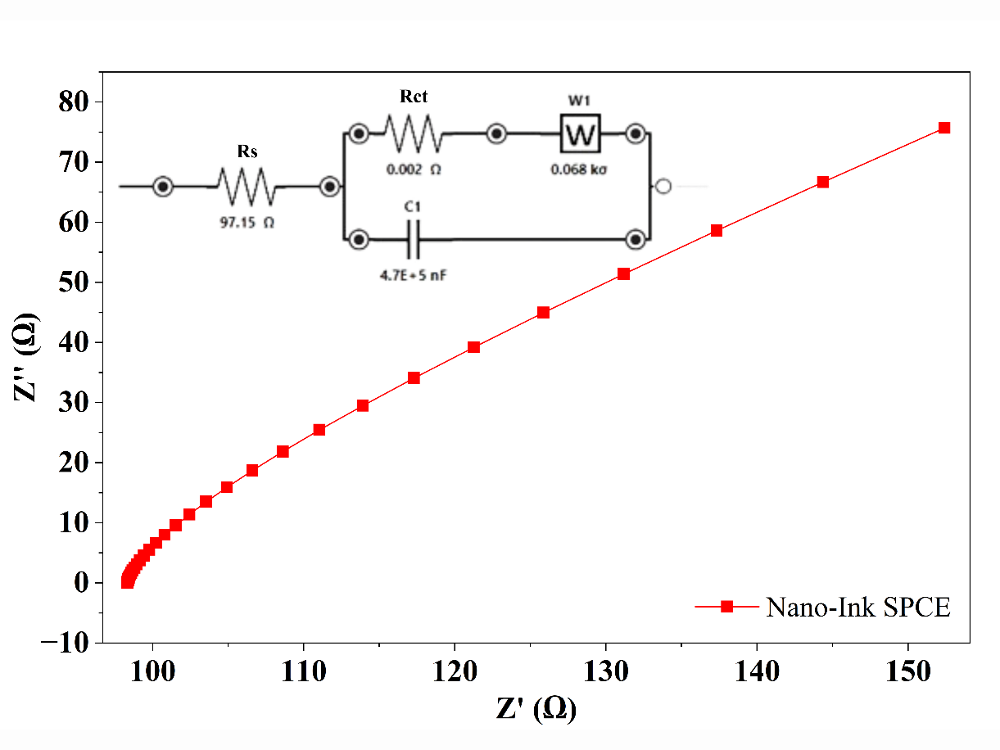 Rct
W1
Rs
0.002 Ω
0.068 kσ
97.15 Ω
C1
4.7E+5 nF
80
70
60
50
40
30
20
10
0
−10
Z'' (Ω)
Nano-Ink SPCE
100
110
120
130
140
150
Z' (Ω)
W